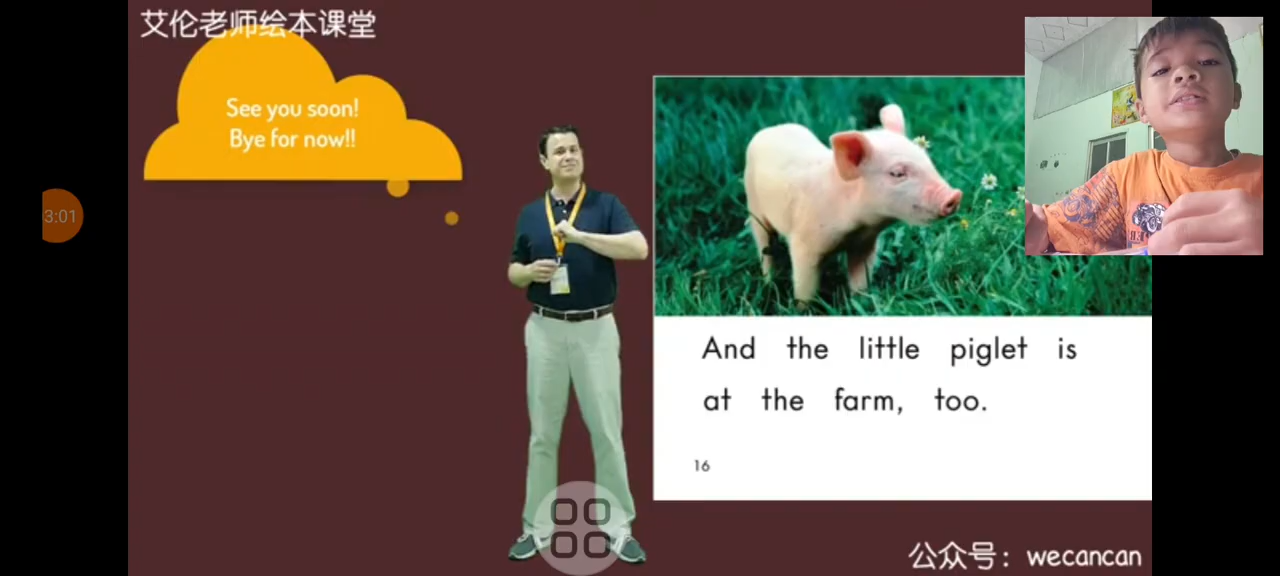 艾伦老师绘本课堂
See you soon!
Bye for now!!
3:01
And the little piglet is
at the farm, too.
16
公众号：wecancan